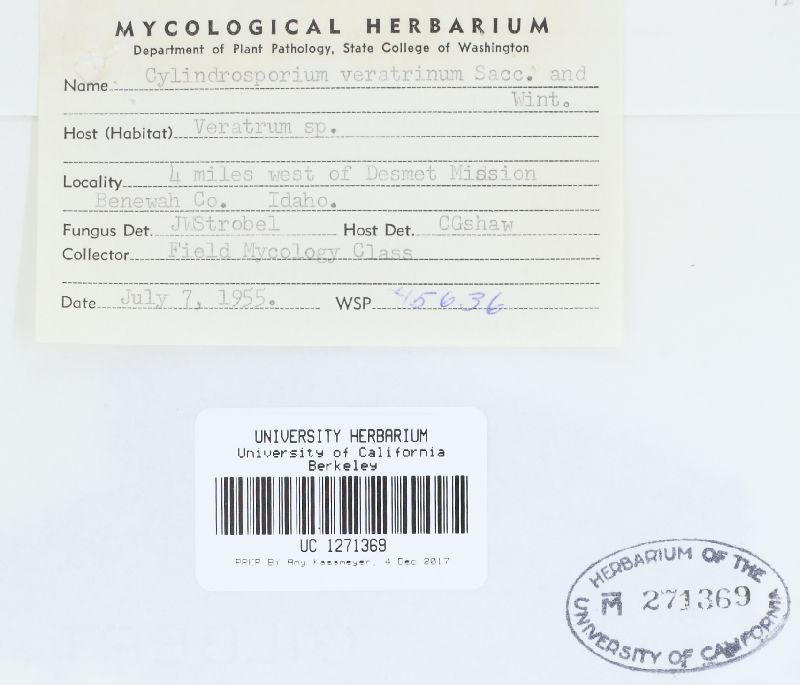 MYCOLOGICAL HERBARIUM
Department of Plant Pathology, State College of Washington
Name Cylindrosporium veratrinum Sacc. and
Wint.
Host (Habitat) Veratrum sp.
Locality 4 miles west of Desmet Mission
Benewah Co. Idaho.
Fungus Det. JWStrobel Host Det. CGshaw
Collector Field Mycology Class
Date July 7, 1955. WSP 45636
UNIVERSITY HERBARIUM
University of California
Berkeley
UC 1271369
PREP BY Amy Kassmeyer, 4 Dec 2017
HERBARIUM OF THE
M 271369
UNIVERSITY OF CALIFORNIA